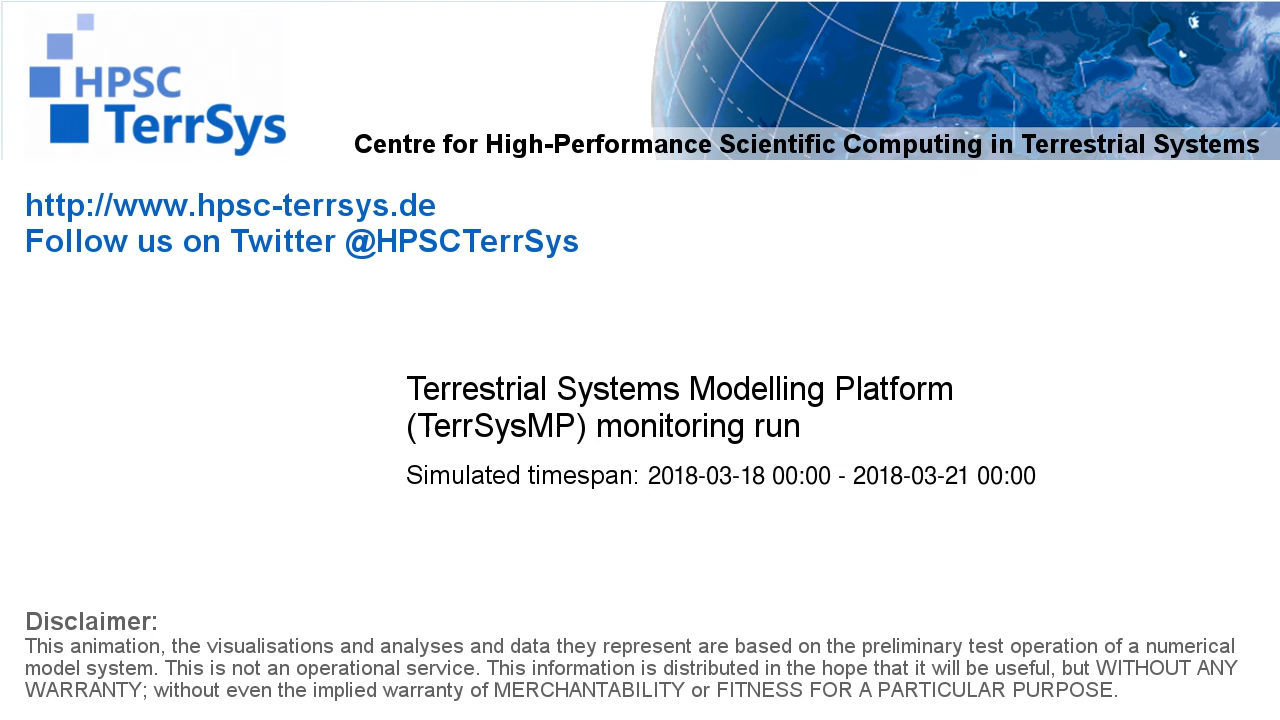 HPSC
TerrSys
Centre for High-Performance Scientific Computing in Terrestrial Systems
http://www.hpsc-terrsys.de
Follow us on Twitter @HPSCTerrSys
Terrestrial Systems Modelling Platform
(TerrSysMP) monitoring run
Simulated timespan: 2018-03-18 00:00 - 2018-03-21 00:00
Disclaimer:
This animation, the visualisations and analyses and data they represent are based on the preliminary test operation of a numerical
model system. This is not an operational service. This information is distributed in the hope that it will be useful, but WITHOUT ANY
WARRANTY; without even the implied warranty of MERCHANTABILITY or FITNESS FOR A PARTICULAR PURPOSE.